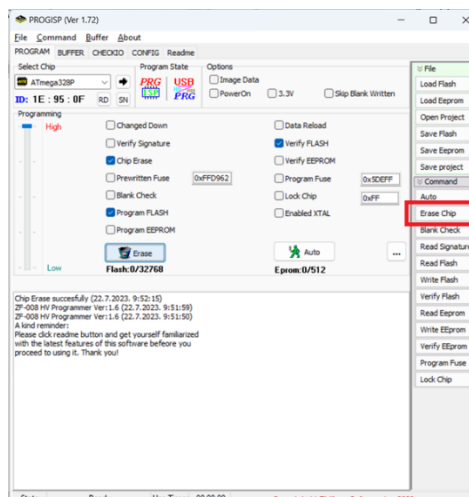 PROGISP (Ver 1.72)
File Command Buffer About
PROGRAM BUFFER CHECKIO CONFIG Readme
Select Chip
Program State
Options
ATmega328P
PRG ISP
USB PRG
Image Data
PowerOn
3.3V
Skip Blank Written
ID: 1E : 95 : 0F
RD
SN
Programming
High
Low
Changed Down
Data Reload
Verify Signature
Verify FLASH
Chip Erase
Verify EEPROM
Prewritten Fuse
0xFFD962
Program Fuse
0x5DEFF
Blank Check
Lock Chip
0xFF
Program FLASH
Enabled XTAL
Program EEPROM
Erase
Auto
...
Flash:0/32768
Eprom:0/512
Chip Erase succesfully (22.7.2023. 9:52:15)
ZF-008 HV Programmer Ver:1.6 (22.7.2023. 9:51:59)
ZF-008 HV Programmer Ver:1.6 (22.7.2023. 9:51:50)
A kind reminder:
Please click readme button and get yourself familiarized
with the latest features of this software befeore you
proceed to using it. Thank you!
File
Load Flash
Load Eeprom
Open Project
Save Flash
Save Eeprom
Save project
Command
Auto
Erase Chip
Blank Check
Read Signature
Read Flash
Write Flash
Verify Flash
Read Eeprom
Write EEprom
Verify EEprom
Program Fuse
Lock Chip